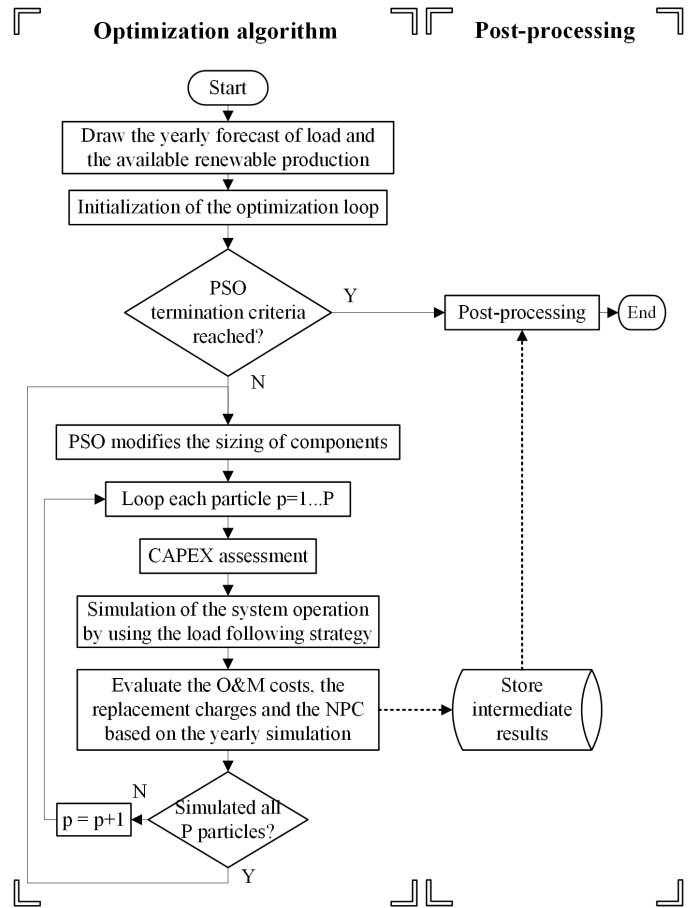 Optimization algorithm
Post-processing
Start
Draw the yearly forecast of load and
the available renewable production
Initialization of the optimization loop
PSO
termination criteria
reached?
Y
Post-processing
End
N
PSO modifies the sizing of components
Loop each particle p=1...P
CAPEX assessment
Simulation of the system operation
by using the load following strategy
Evaluate the O&M costs, the
replacement charges and the NPC
based on the yearly simulation
Store
intermediate
results
N
p = p+1
Simulated all
P particles?
Y